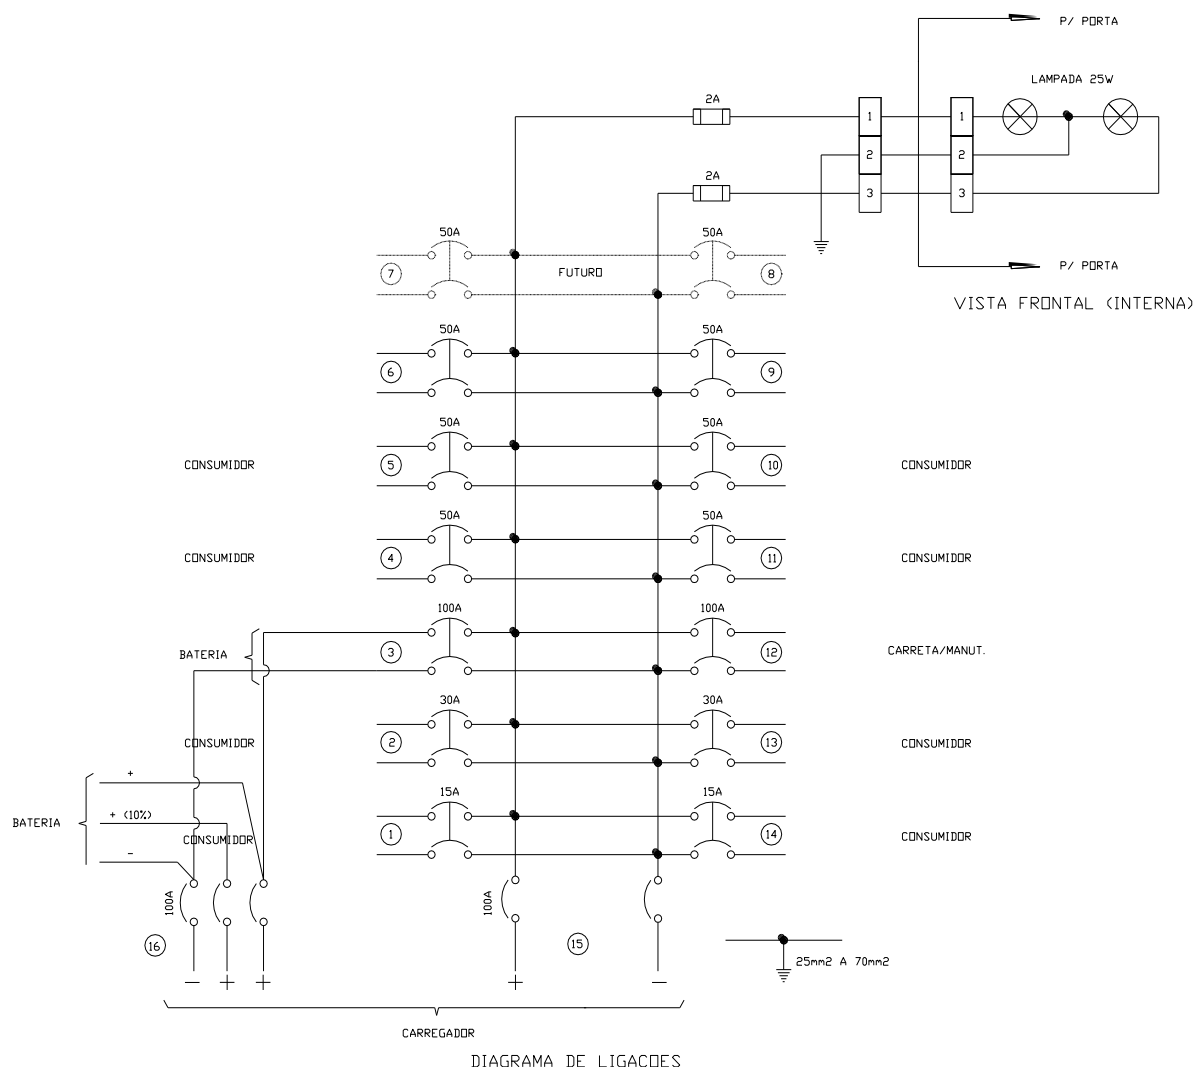 P/ PORTA
LAMPADA 25W
2A
1 1
2 2
2A
3 3
50A 50A
7 FUTURO 8
P/ PORTA
VISTA FRONTAL (INTERNA)
50A 50A
6 9
50A 50A
CONSUMIDOR 5 10 CONSUMIDOR
50A 50A
CONSUMIDOR 4 11 CONSUMIDOR
100A 100A
BATERIA 3 12 CARRETA/MANUT.
30A 30A
CONSUMIDOR 2 13 CONSUMIDOR
+
15A 15A
+ (10%)
BATERIA
CONSUMIDOR 1 14 CONSUMIDOR
-
100A 100A
16 15
25mm2 A 70mm2
- + + + -
CARREGADOR
DIAGRAMA DE LIGACOES